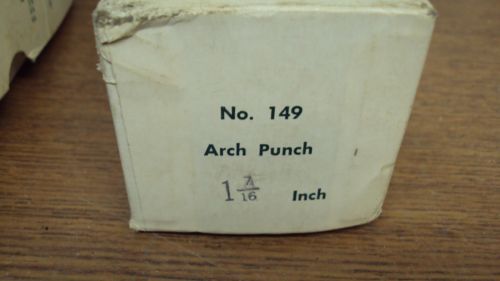 No. 149
Arch Punch
1 7/16 Inch